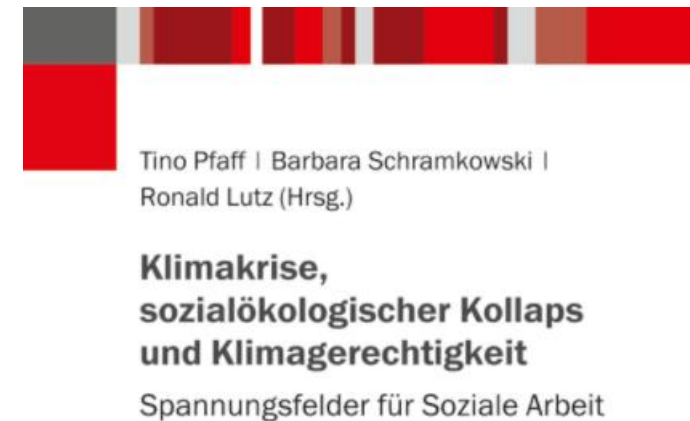 Tino Pfaff | Barbara Schramkowski |
Ronald Lutz (Hrsg.)
Klimakrise,
sozialökologischer Kollaps
und Klimagerechtigkeit
Spannungsfelder für Soziale Arbeit